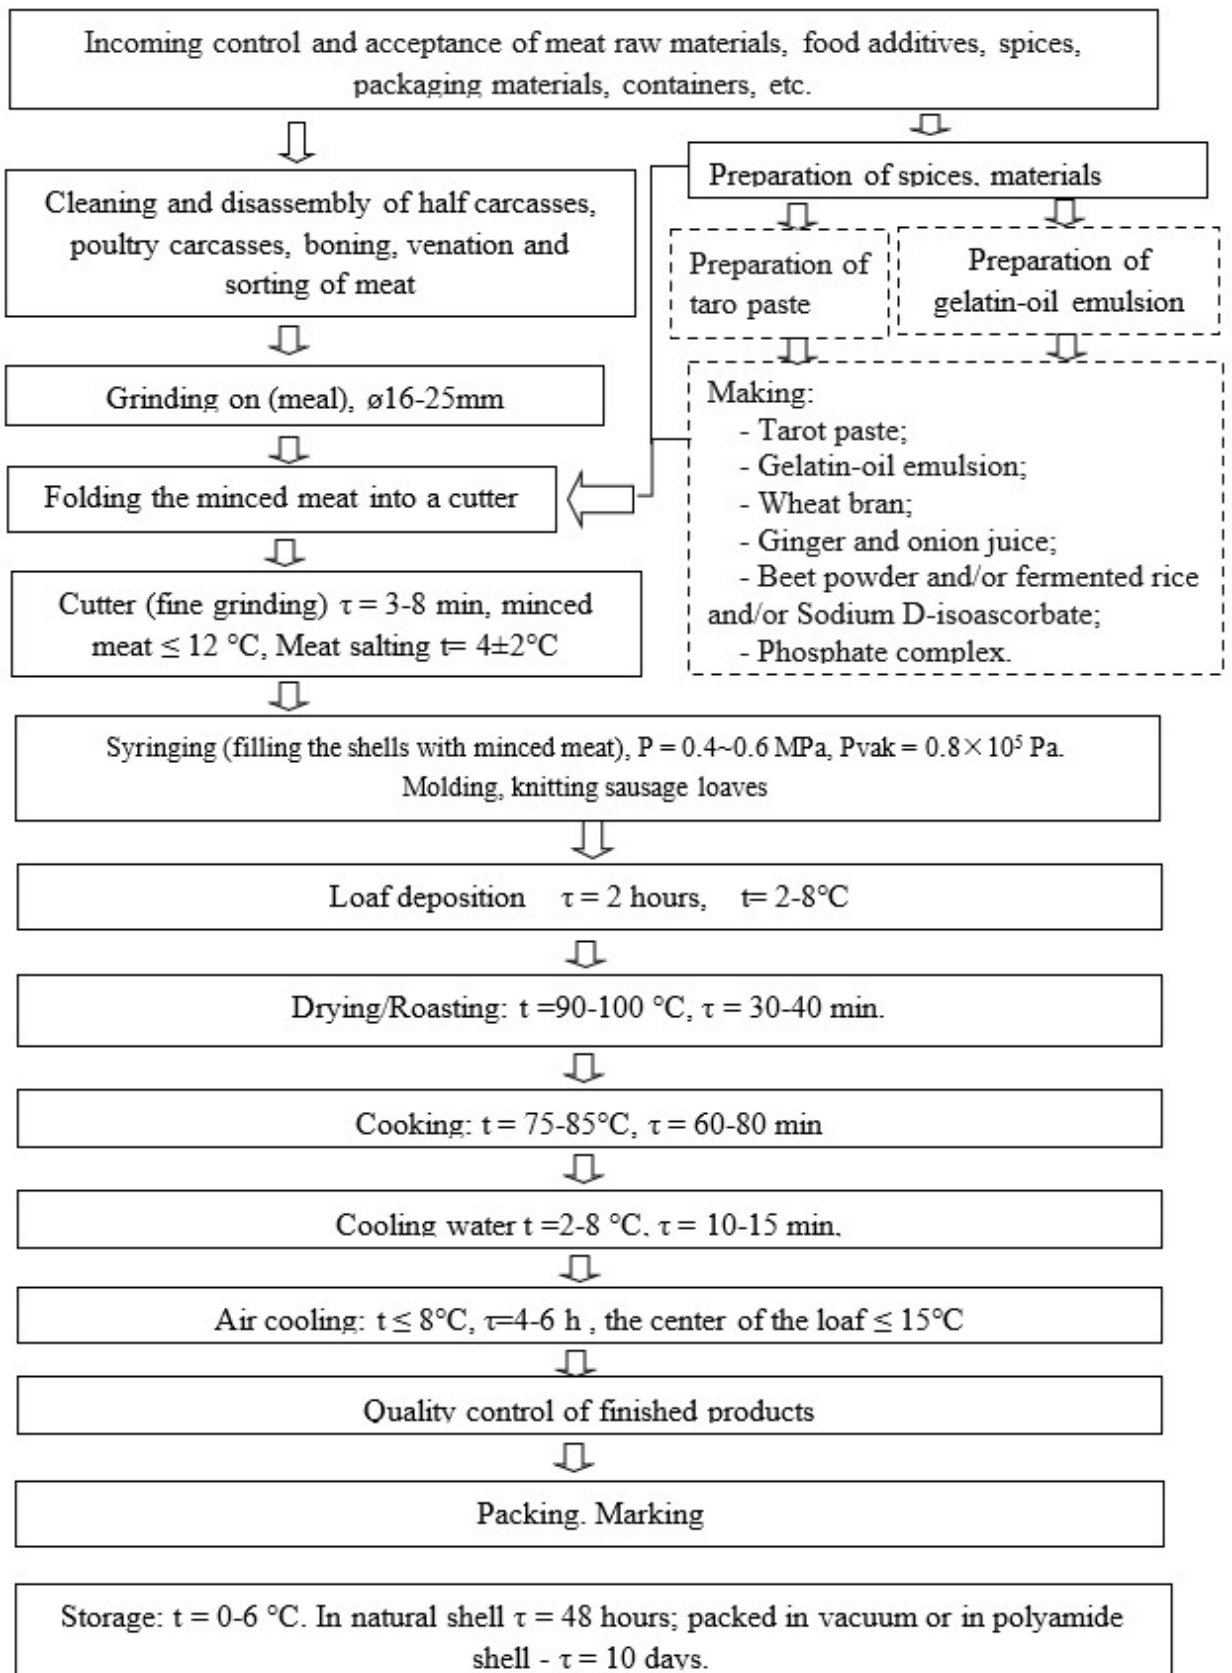 Incoming control and acceptance of meat raw materials, food additives, spices,
packaging materials, containers, etc.
Cleaning and disassembly of half carcasses,
poultry carcasses, boning, venation and
sorting of meat
Grinding on (meal), ø16-25mm
Folding the minced meat into a cutter
Cutter (fine grinding) τ = 3-8 min, minced
meat ≤ 12 °C, Meat salting t= 4±2°C
Preparation of spices, materials
Preparation of
taro paste
Preparation of
gelatin-oil emulsion
Making:
- Tarot paste;
- Gelatin-oil emulsion;
- Wheat bran;
- Ginger and onion juice;
- Beet powder and/or fermented rice
and/or Sodium D-isoascorbate;
- Phosphate complex.
Syringing (filling the shells with minced meat), P = 0.4~0.6 MPa, Pvak = 0.8×10⁵ Pa.
Molding, knitting sausage loaves
Loaf deposition τ = 2 hours, t= 2-8°C
Drying/Roasting: t =90-100 °C, τ = 30-40 min.
Cooking: t = 75-85°C, τ = 60-80 min
Cooling water t =2-8 °C, τ = 10-15 min,
Air cooling: t ≤ 8°C, τ=4-6 h , the center of the loaf ≤ 15°C
Quality control of finished products
Packing. Marking
Storage: t = 0-6 °C. In natural shell τ = 48 hours; packed in vacuum or in polyamide
shell - τ = 10 days.